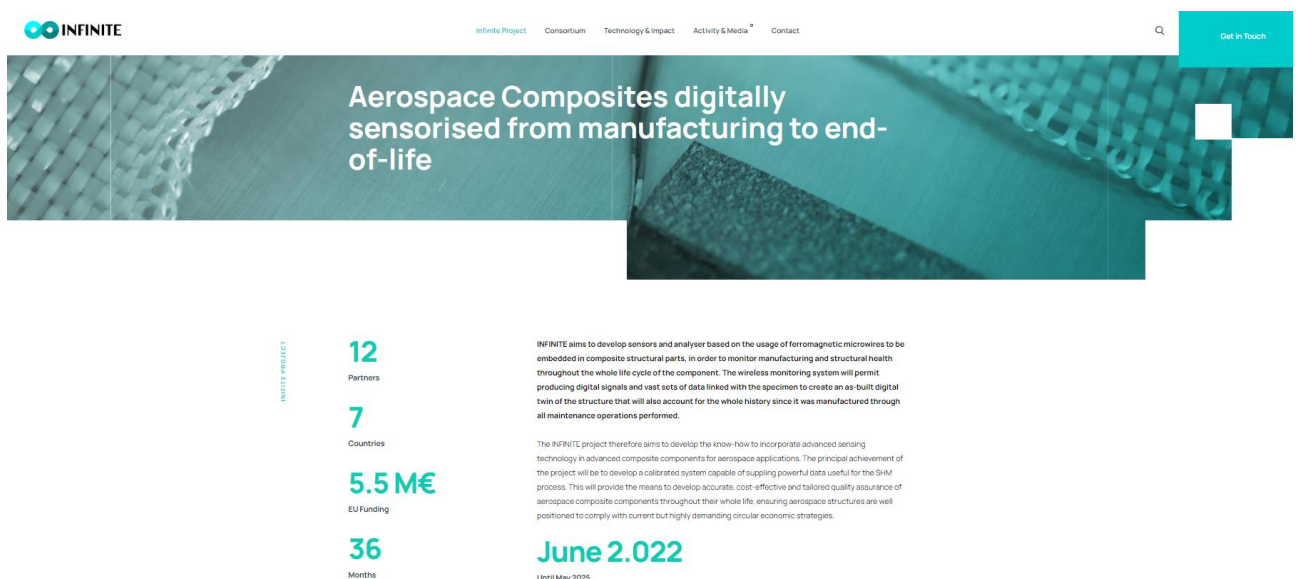 INFINITE
Infinite Project
Consortium
Technology & Impact
Activity & Media
Contact
Get in Touch
Aerospace Composites digitally
sensorised from manufacturing to end-
of-life
INIFITE PROJECT
12
Partners
7
Countries
5.5 M€
EU Funding
36
Months
INFINITE aims to develop sensors and analyser based on the usage of ferromagnetic microwires to be
embedded in composite structural parts, in order to monitor manufacturing and structural health
throughout the whole life cycle of the component. The wireless monitoring system will permit
producing digital signals and vast sets of data linked with the specimen to create an as-built digital
twin of the structure that will also account for the whole history since it was manufactured through
all maintenance operations performed.
The INFINITE project therefore aims to develop the know-how to incorporate advanced sensing
technology in advanced composite components for aerospace applications. The principal achievement of
the project will be to develop a calibrated system capable of suppling powerful data useful for the SHM
process. This will provide the means to develop accurate, cost-effective and tailored quality assurance of
aerospace composite components throughout their whole life, ensuring aerospace structures are well
positioned to comply with current but highly demanding circular economic strategies.
June 2.022
Until May 2025